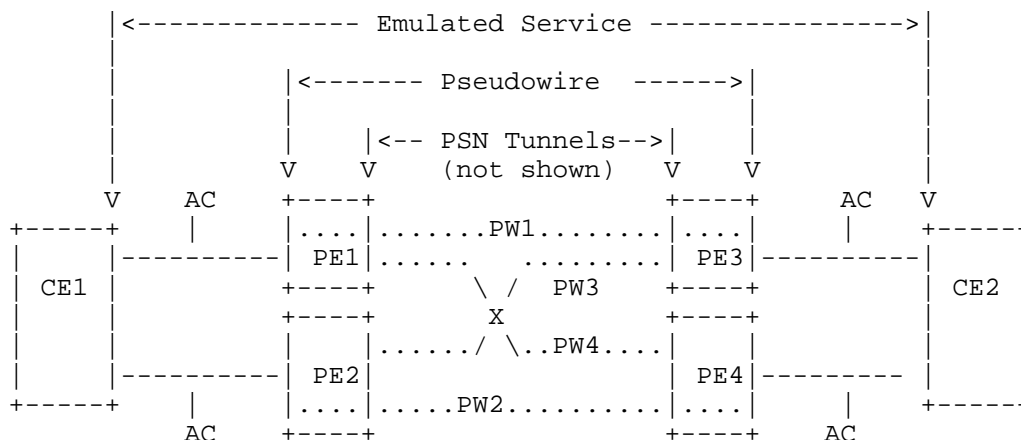 |<-------------- Emulated Service ---------------->|
|<------- Pseudowire ------>|
|<-- PSN Tunnels-->|
V V (not shown) V V
V AC +----+ +----+ AC V
+-----+ | |....|.......PW1........|....| | +-----
| |----------| PE1|...... .........| PE3|----------|
| CE1 | +----+ \ / PW3 +----+ | CE2
| | +----+ X +----+ |
| | | |....../ \..PW4....| | |
| |----------| PE2| | PE4|--------- |
+-----+ | |....|.....PW2..........|....| | +-----
AC +----+ +----+ AC